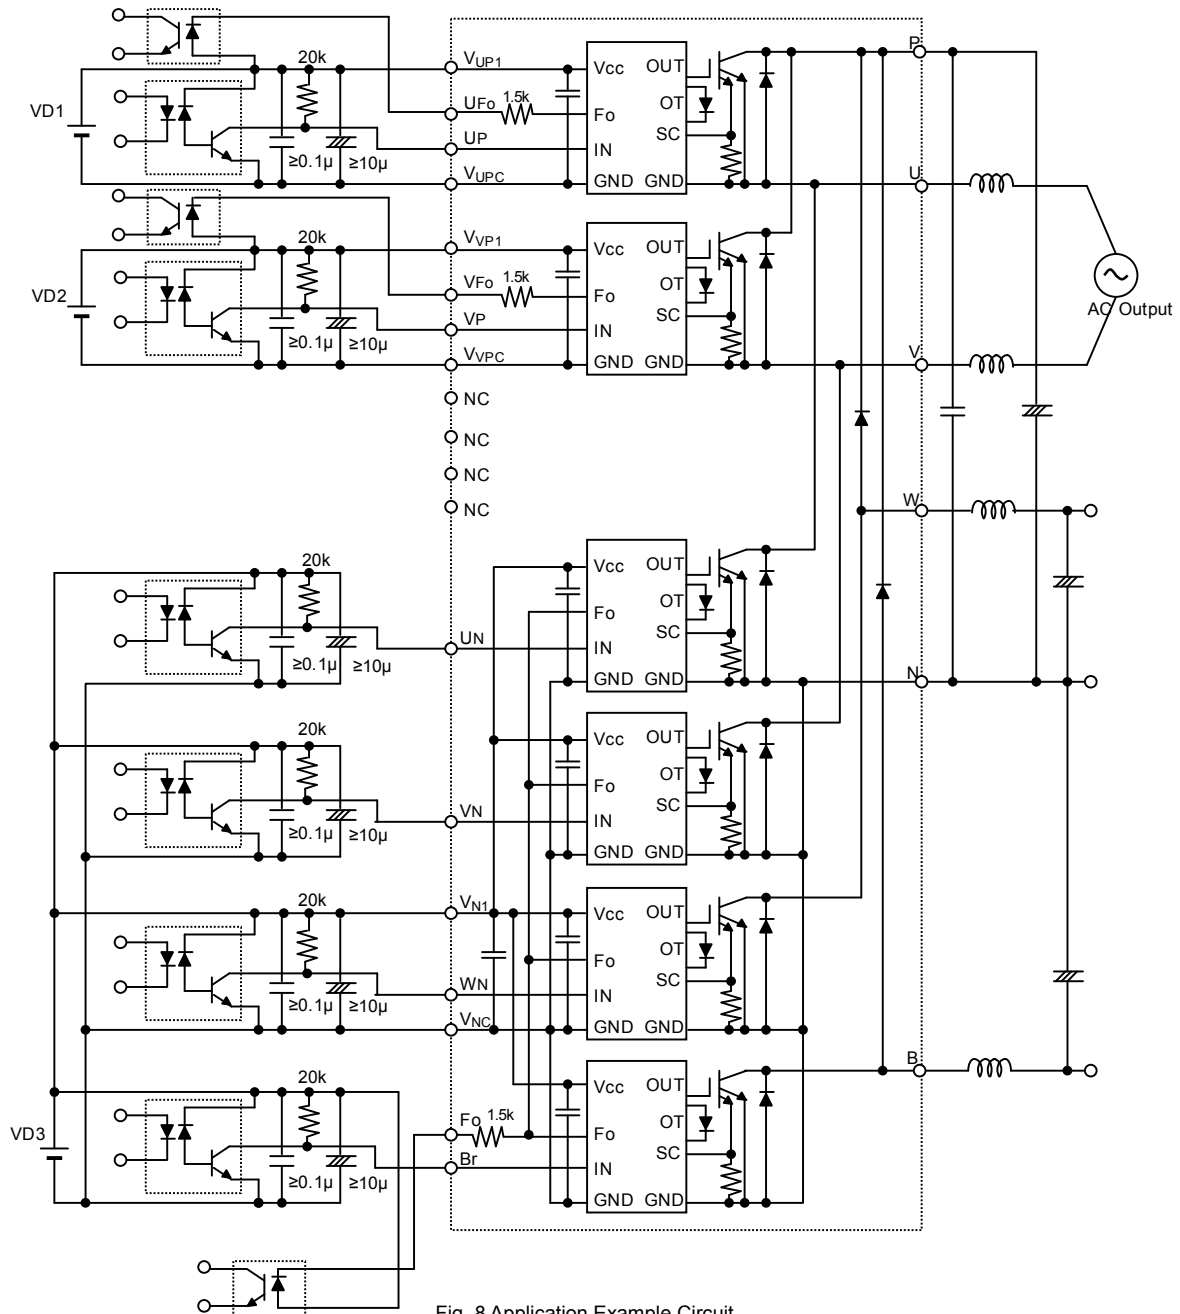 20k
V_UP1
VD1
≥0.1µ
≥10µ
UFo
1.5k
UP
V_UPC
Vcc
OUT
Fo
OT
SC
IN
GND
GND
P
U
20k
V_VP1
VD2
≥0.1µ
≥10µ
VFo
1.5k
VP
V_VPC
Vcc
OUT
Fo
OT
SC
IN
GND
GND
AC Output
V
NC
NC
NC
NC
W
20k
≥0.1µ
≥10µ
UN
Vcc
OUT
Fo
OT
SC
IN
GND
GND
N
20k
≥0.1µ
≥10µ
VN
Vcc
OUT
Fo
OT
SC
IN
GND
GND
20k
V_N1
≥0.1µ
≥10µ
WN
V_NC
Vcc
OUT
Fo
OT
SC
IN
GND
GND
20k
VD3
≥0.1µ
≥10µ
Fo
1.5k
Br
Vcc
OUT
Fo
OT
SC
IN
GND
GND
B
Fig. 8 Application Example Circuit